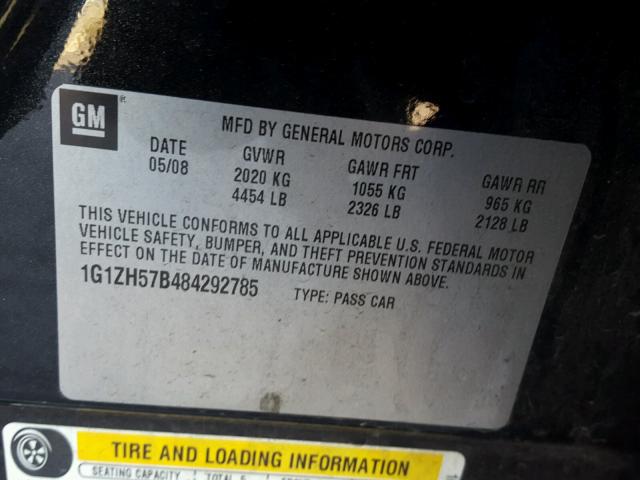 GM
MFD BY GENERAL MOTORS CORP.
DATE GVWR GAWR FRT GAWR RR
05/08 2020 KG 1055 KG 965 KG
4454 LB 2326 LB 2128 LB
THIS VEHICLE CONFORMS TO ALL APPLICABLE U.S. FEDERAL MOTOR
VEHICLE SAFETY, BUMPER, AND THEFT PREVENTION STANDARDS IN
EFFECT ON THE DATE OF MANUFACTURE SHOWN ABOVE.
1G1ZH57B484292785 TYPE: PASS CAR
TIRE AND LOADING INFORMATION
SEATING CAPACITY TOTAL 5